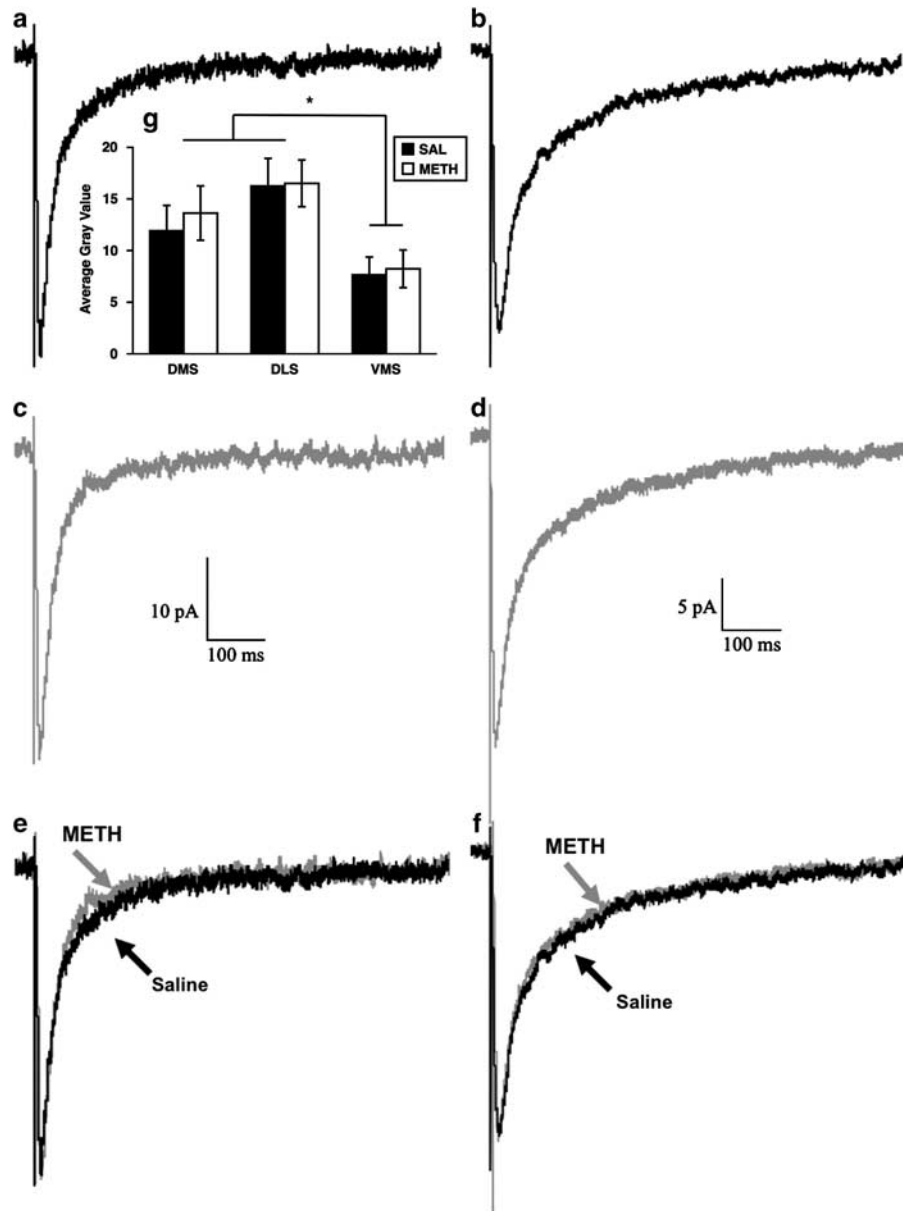 a
b
*
g
SAL
METH
20
15
10
5
0
Average Gray Value
DMS DLS VMS
c
d
10 pA
100 ms
5 pA
100 ms
e
f
METH
Saline
METH
Saline